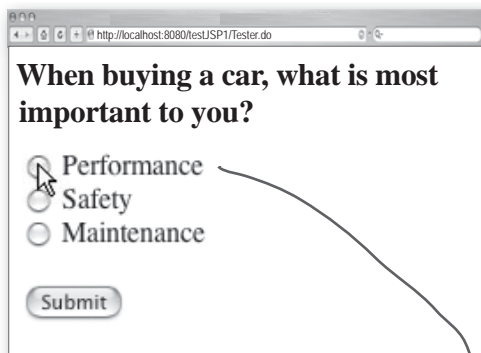 http://localhost:8080/testJSP1/Tester.do
When buying a car, what is most
important to you?
Performance
Safety
Maintenance
Submit